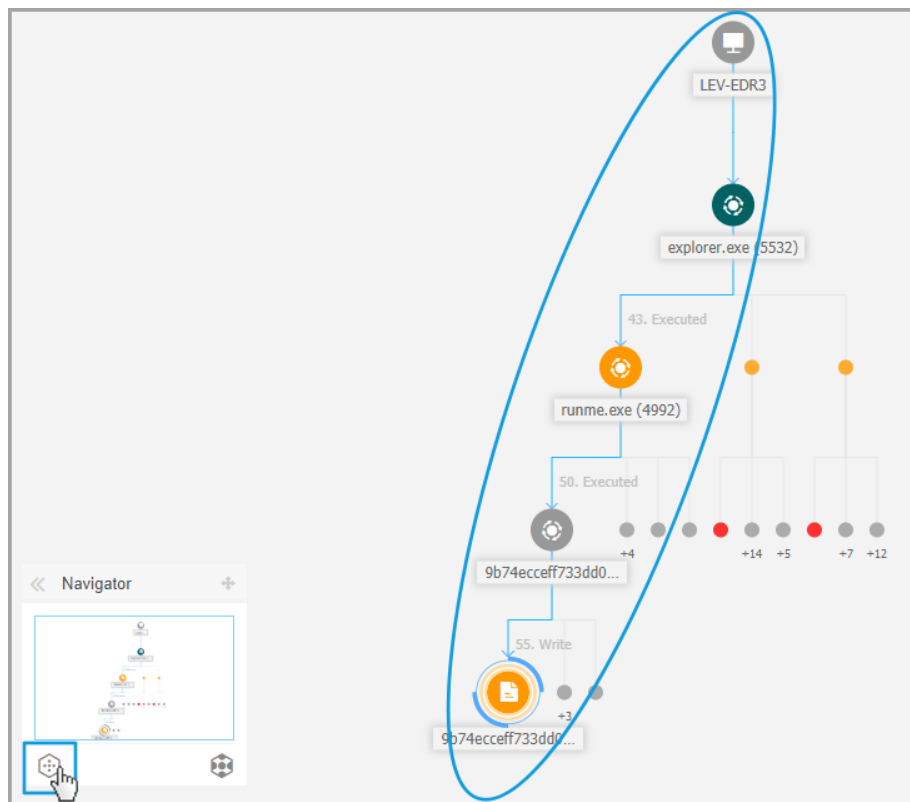 LEV-EDR3
explorer.exe (5532)
43. Executed
runme.exe (4992)
50. Executed
+4
+14
+5
+7
+12
9b74ecceff733dd0...
Navigator
55. Write
+3
9b74ecceff733dd0...